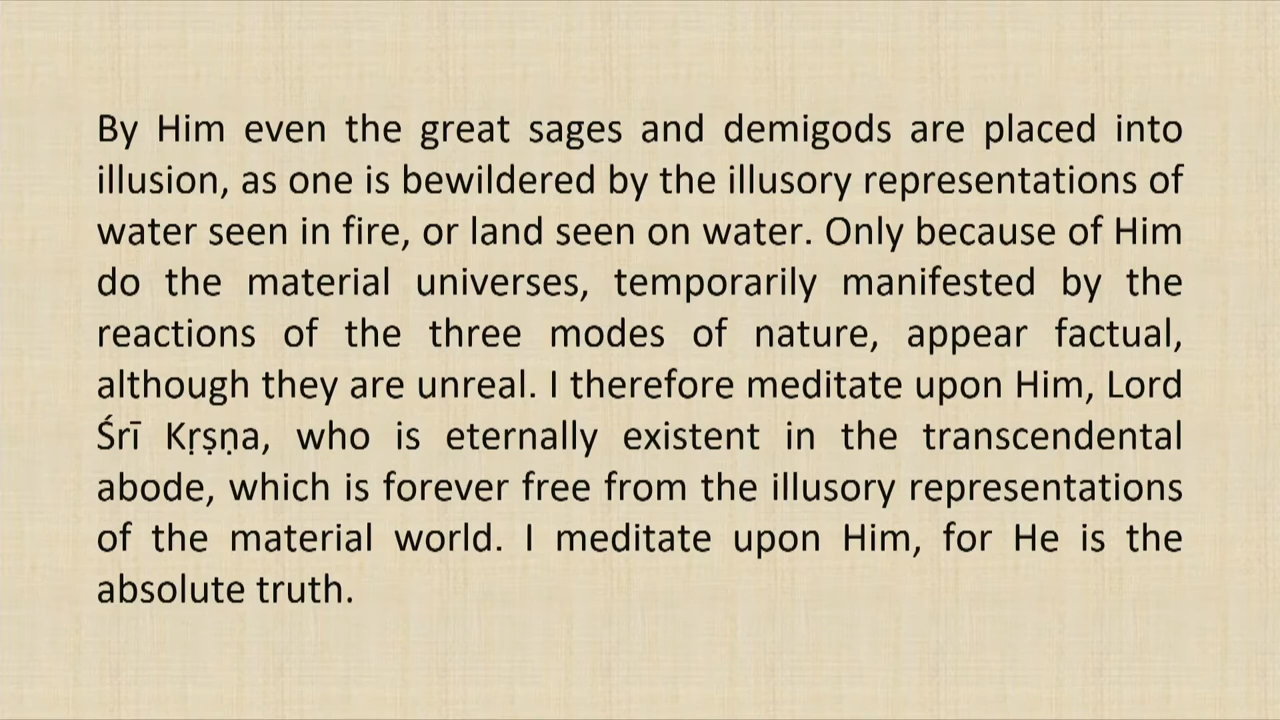 By Him even the great sages and demigods are placed into
illusion, as one is bewildered by the illusory representations of
water seen in fire, or land seen on water. Only because of Him
do the material universes, temporarily manifested by the
reactions of the three modes of nature, appear factual,
although they are unreal. I therefore meditate upon Him, Lord
Śrī Kṛṣṇa, who is eternally existent in the transcendental
abode, which is forever free from the illusory representations
of the material world. I meditate upon Him, for He is the
absolute truth.